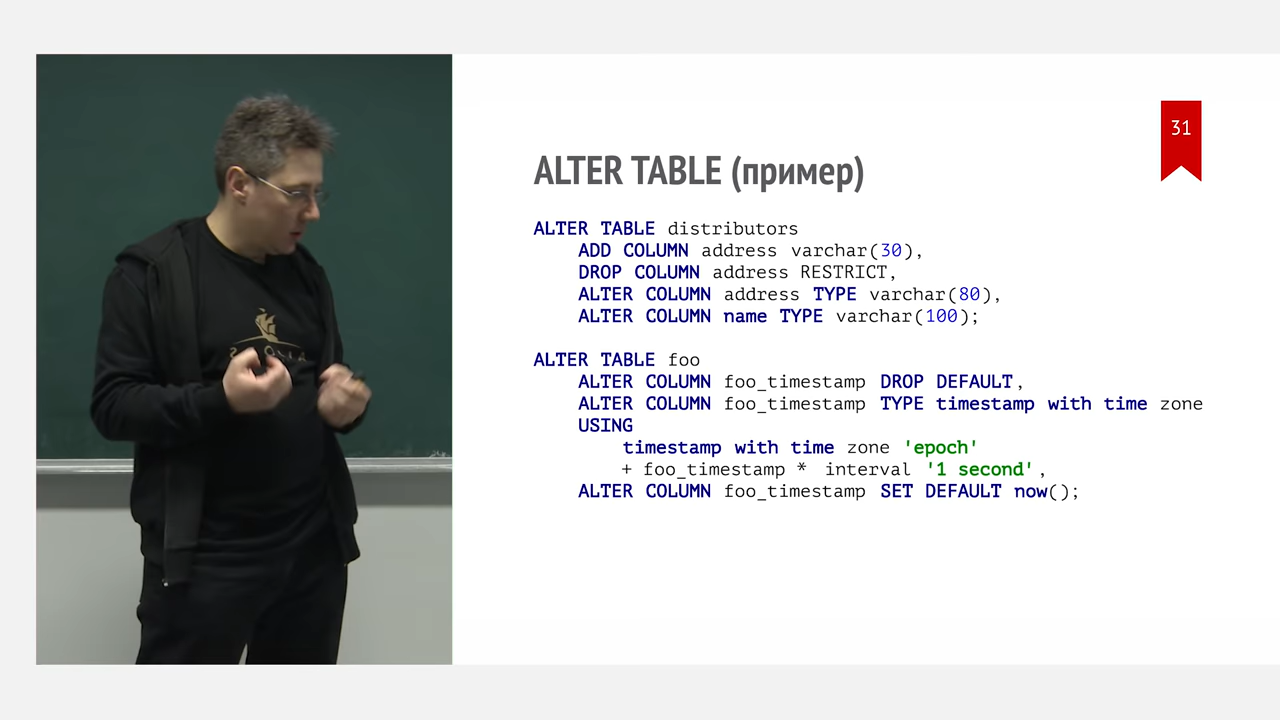 31
ALTER TABLE (пример)
ALTER TABLE distributors
ADD COLUMN address varchar(30),
DROP COLUMN address RESTRICT,
ALTER COLUMN address TYPE varchar(80),
ALTER COLUMN name TYPE varchar(100);
ALTER TABLE foo
ALTER COLUMN foo_timestamp DROP DEFAULT,
ALTER COLUMN foo_timestamp TYPE timestamp with time zone
USING
timestamp with time zone 'epoch'
+ foo_timestamp * interval '1 second',
ALTER COLUMN foo_timestamp SET DEFAULT now();